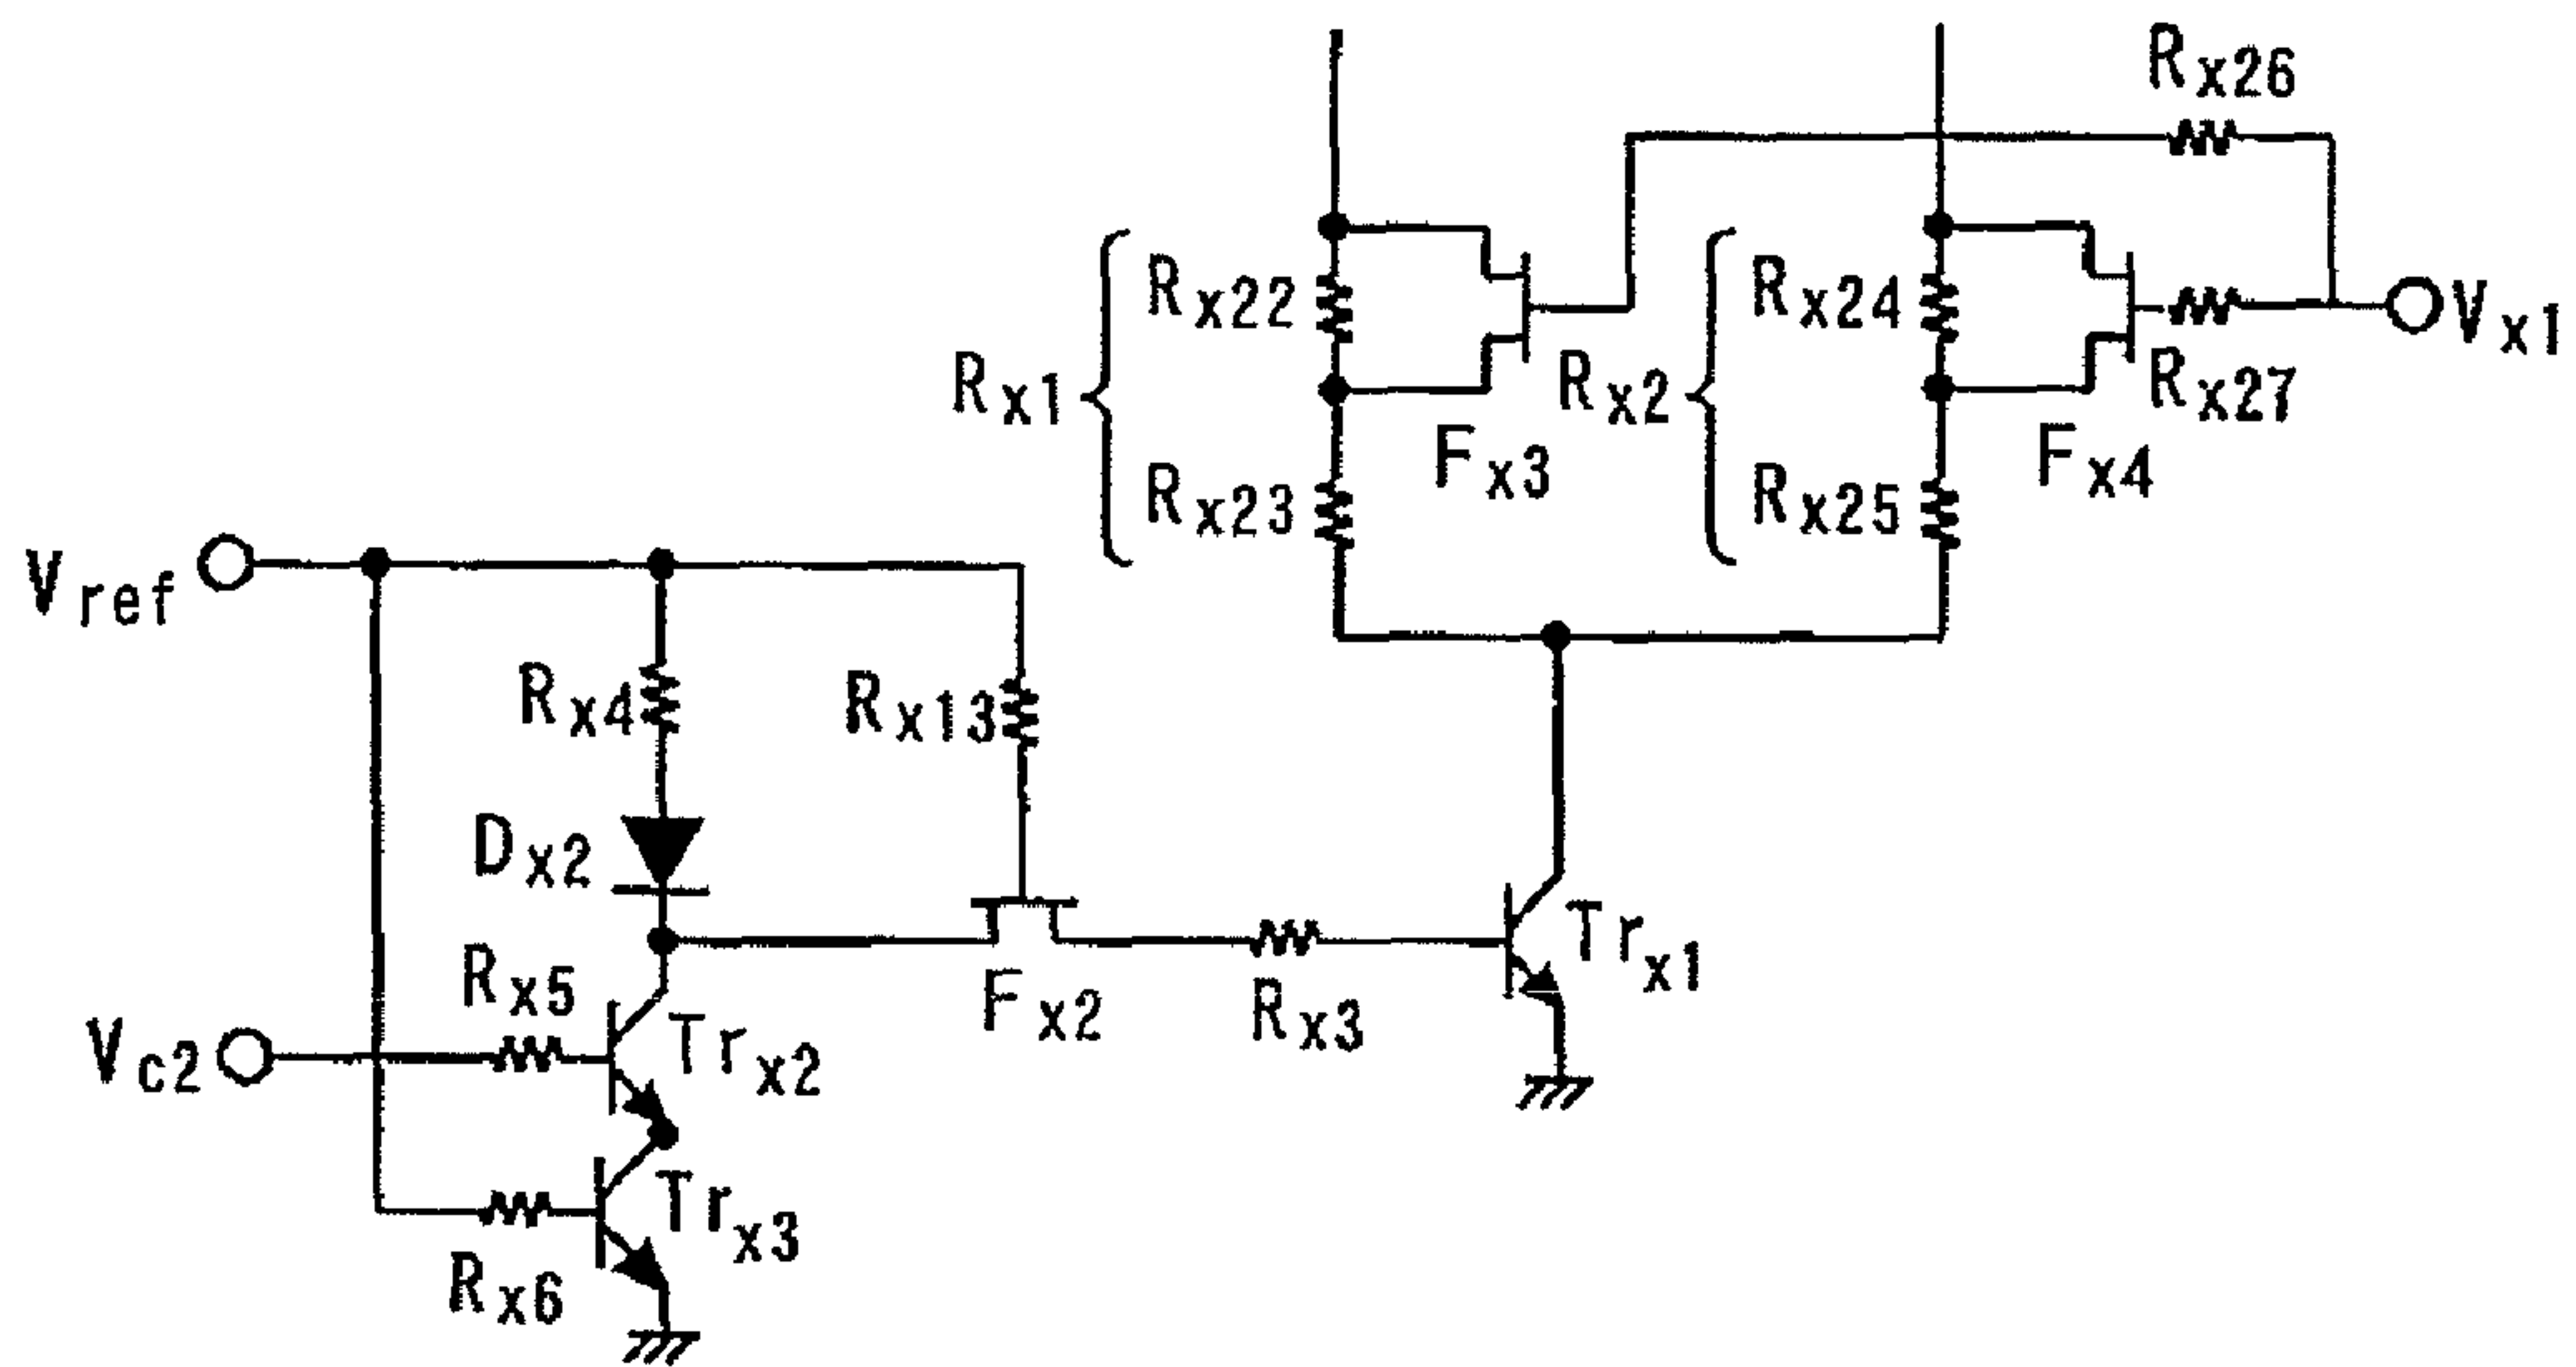 Rx26
Rx22
Rx24
Vx1
Rx1
Rx2
Rx27
Fx3
Fx4
Rx23
Rx25
Vref
Rx4
Rx13
Dx2
Trx1
Rx5
Fx2
Rx3
Vc2
Trx2
Trx3
Rx6